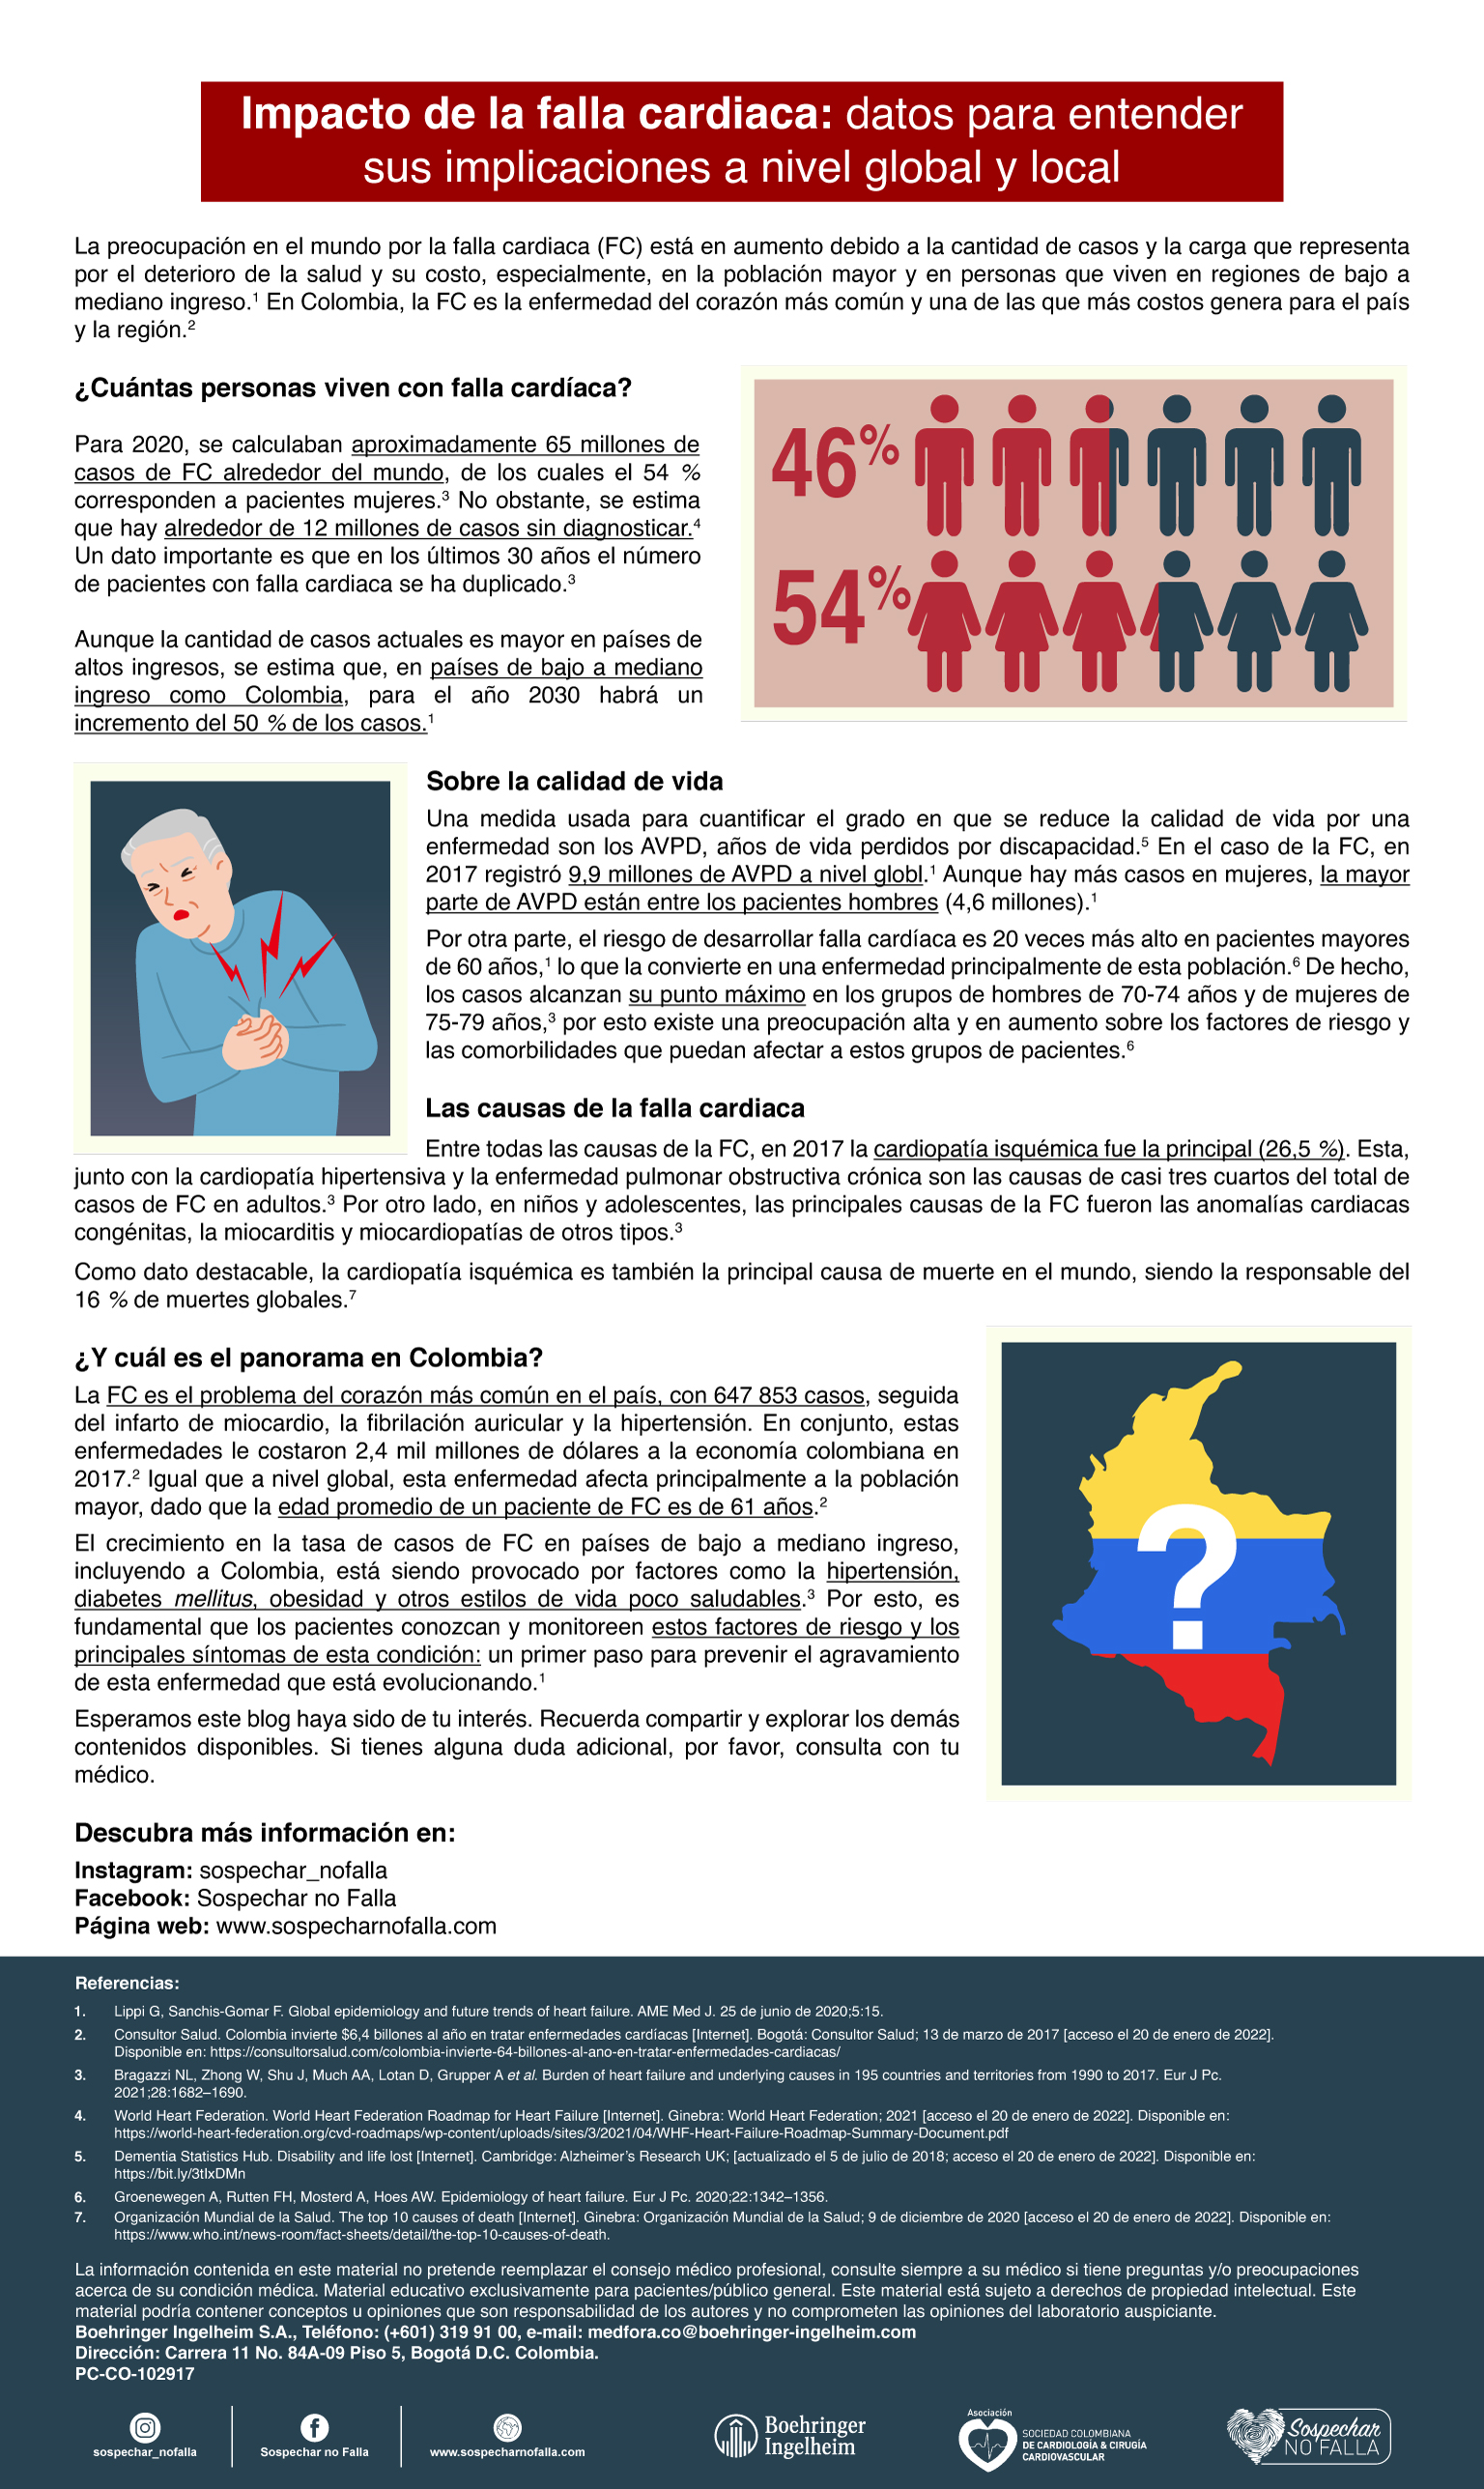 Impacto de la falla cardiaca: datos para entender
sus implicaciones a nivel global y local
La preocupación en el mundo por la falla cardiaca (FC) está en aumento debido a la cantidad de casos y la carga que representa
por el deterioro de la salud y su costo, especialmente, en la población mayor y en personas que viven en regiones de bajo a
mediano ingreso.¹ En Colombia, la FC es la enfermedad del corazón más común y una de las que más costos genera para el país
y la región.²
¿Cuántas personas viven con falla cardíaca?
Para 2020, se calculaban aproximadamente 65 millones de
casos de FC alrededor del mundo, de los cuales el 54 %
corresponden a pacientes mujeres.³ No obstante, se estima
que hay alrededor de 12 millones de casos sin diagnosticar.⁴
Un dato importante es que en los últimos 30 años el número
de pacientes con falla cardiaca se ha duplicado.³
Aunque la cantidad de casos actuales es mayor en países de
altos ingresos, se estima que, en países de bajo a mediano
ingreso como Colombia, para el año 2030 habrá un
incremento del 50 % de los casos.¹
46%
54%
Sobre la calidad de vida
Una medida usada para cuantificar el grado en que se reduce la calidad de vida por una
enfermedad son los AVPD, años de vida perdidos por discapacidad.⁵ En el caso de la FC, en
2017 registró 9,9 millones de AVPD a nivel globl.¹ Aunque hay más casos en mujeres, la mayor
parte de AVPD están entre los pacientes hombres (4,6 millones).¹
Por otra parte, el riesgo de desarrollar falla cardíaca es 20 veces más alto en pacientes mayores
de 60 años,¹ lo que la convierte en una enfermedad principalmente de esta población.⁶ De hecho,
los casos alcanzan su punto máximo en los grupos de hombres de 70-74 años y de mujeres de
75-79 años,³ por esto existe una preocupación alta y en aumento sobre los factores de riesgo y
las comorbilidades que puedan afectar a estos grupos de pacientes.⁶
Las causas de la falla cardiaca
Entre todas las causas de la FC, en 2017 la cardiopatía isquémica fue la principal (26,5 %). Esta,
junto con la cardiopatía hipertensiva y la enfermedad pulmonar obstructiva crónica son las causas de casi tres cuartos del total de
casos de FC en adultos.³ Por otro lado, en niños y adolescentes, las principales causas de la FC fueron las anomalías cardiacas
congénitas, la miocarditis y miocardiopatías de otros tipos.³
Como dato destacable, la cardiopatía isquémica es también la principal causa de muerte en el mundo, siendo la responsable del
16 % de muertes globales.⁷
¿Y cuál es el panorama en Colombia?
La FC es el problema del corazón más común en el país, con 647 853 casos, seguida
del infarto de miocardio, la fibrilación auricular y la hipertensión. En conjunto, estas
enfermedades le costaron 2,4 mil millones de dólares a la economía colombiana en
2017.² Igual que a nivel global, esta enfermedad afecta principalmente a la población
mayor, dado que la edad promedio de un paciente de FC es de 61 años.²
El crecimiento en la tasa de casos de FC en países de bajo a mediano ingreso,
incluyendo a Colombia, está siendo provocado por factores como la hipertensión,
diabetes mellitus, obesidad y otros estilos de vida poco saludables.³ Por esto, es
fundamental que los pacientes conozcan y monitoreen estos factores de riesgo y los
principales síntomas de esta condición: un primer paso para prevenir el agravamiento
de esta enfermedad que está evolucionando.¹
Esperamos este blog haya sido de tu interés. Recuerda compartir y explorar los demás
contenidos disponibles. Si tienes alguna duda adicional, por favor, consulta con tu
médico.
?
Descubra más información en:
Instagram: sospechar_nofalla
Facebook: Sospechar no Falla
Página web: www.sospecharnofalla.com
Referencias:
1. Lippi G, Sanchis-Gomar F. Global epidemiology and future trends of heart failure. AME Med J. 25 de junio de 2020;5:15.
2. Consultor Salud. Colombia invierte $6,4 billones al año en tratar enfermedades cardíacas [Internet]. Bogotá: Consultor Salud; 13 de marzo de 2017 [acceso el 20 de enero de 2022].
Disponible en: https://consultorsalud.com/colombia-invierte-64-billones-al-ano-en-tratar-enfermedades-cardiacas/
3. Bragazzi NL, Zhong W, Shu J, Much AA, Lotan D, Grupper A et al. Burden of heart failure and underlying causes in 195 countries and territories from 1990 to 2017. Eur J Pc.
2021;28:1682–1690.
4. World Heart Federation. World Heart Federation Roadmap for Heart Failure [Internet]. Ginebra: World Heart Federation; 2021 [acceso el 20 de enero de 2022]. Disponible en:
https://world-heart-federation.org/cvd-roadmaps/wp-content/uploads/sites/3/2021/04/WHF-Heart-Failure-Roadmap-Summary-Document.pdf
5. Dementia Statistics Hub. Disability and life lost [Internet]. Cambridge: Alzheimer's Research UK; [actualizado el 5 de julio de 2018; acceso el 20 de enero de 2022]. Disponible en:
https://bit.ly/3tIxDMn
6. Groenewegen A, Rutten FH, Mosterd A, Hoes AW. Epidemiology of heart failure. Eur J Pc. 2020;22:1342–1356.
7. Organización Mundial de la Salud. The top 10 causes of death [Internet]. Ginebra: Organización Mundial de la Salud; 9 de diciembre de 2020 [acceso el 20 de enero de 2022]. Disponible en:
https://www.who.int/news-room/fact-sheets/detail/the-top-10-causes-of-death.
La información contenida en este material no pretende reemplazar el consejo médico profesional, consulte siempre a su médico si tiene preguntas y/o preocupaciones
acerca de su condición médica. Material educativo exclusivamente para pacientes/público general. Este material está sujeto a derechos de propiedad intelectual. Este
material podría contener conceptos u opiniones que son responsabilidad de los autores y no comprometen las opiniones del laboratorio auspiciante.
Boehringer Ingelheim S.A., Teléfono: (+601) 319 91 00, e-mail: medfora.co@boehringer-ingelheim.com
Dirección: Carrera 11 No. 84A-09 Piso 5, Bogotá D.C. Colombia.
PC-CO-102917
sospechar_nofalla
Sospechar no Falla
www.sospecharnofalla.com
Boehringer
Ingelheim
Asociación
SOCIEDAD COLOMBIANA
DE CARDIOLOGÍA & CIRUGÍA
CARDIOVASCULAR
Sospechar
NO FALLA